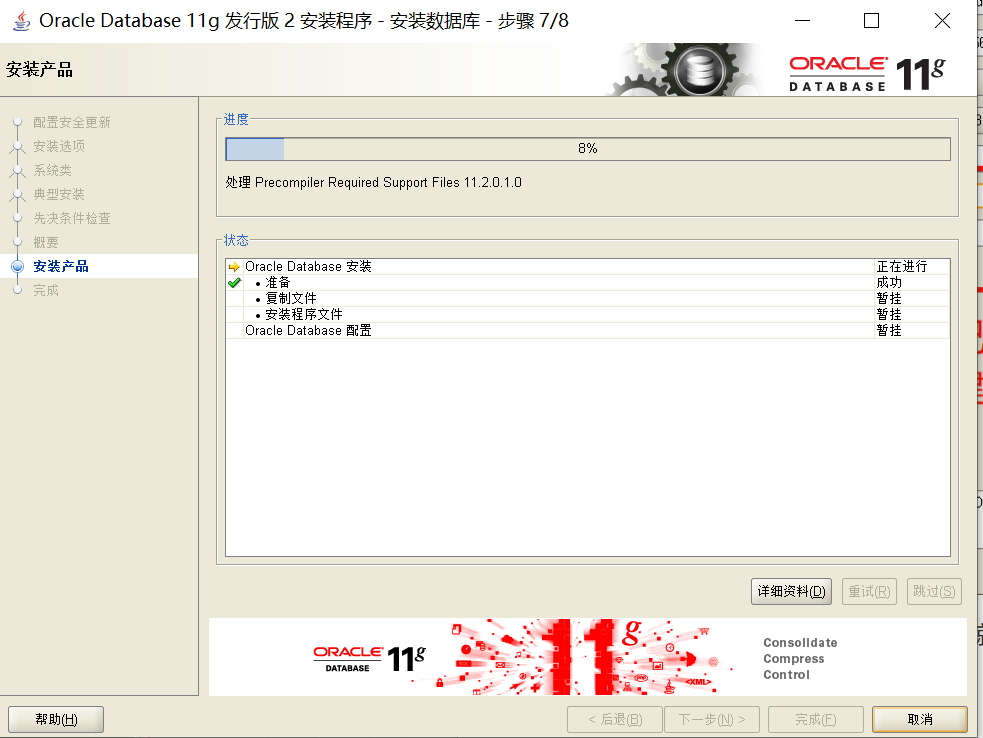 Oracle Database 11g 发行版 2 安装程序 - 安装数据库 - 步骤 7/8
安装产品
ORACLE 11g
DATABASE
配置安全更新
安装选项
系统类
典型安装
先决条件检查
概要
安装产品
完成
进度
8%
处理 Precompiler Required Support Files 11.2.0.1.0
状态
Oracle Database 安装 正在进行
• 准备 成功
• 复制文件 暂挂
• 安装程序文件 暂挂
Oracle Database 配置 暂挂
详细资料(D) 重试(R) 跳过(S)
ORACLE 11g
DATABASE
11g
<XML>
Consolidate
Compress
Control
帮助(H) < 后退(B) 下一步(N) > 完成(F) 取消